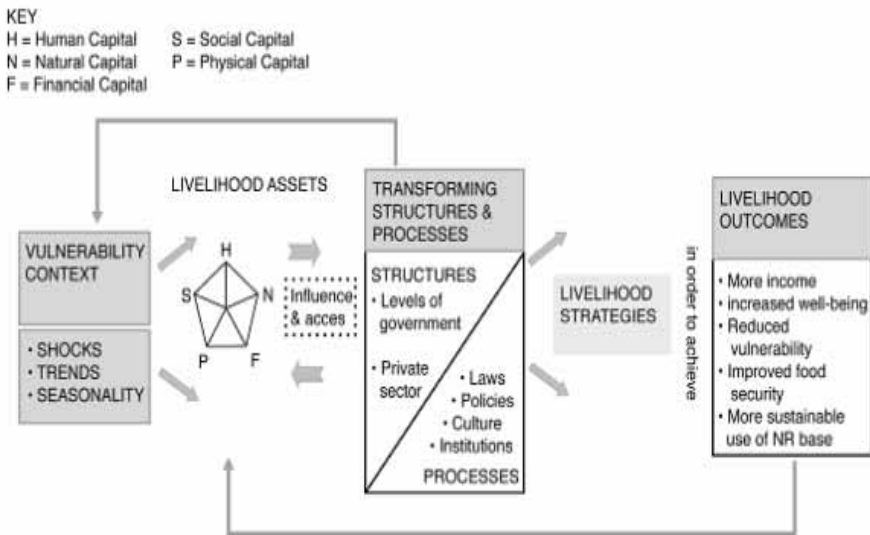 KEY
H = Human Capital S = Social Capital
N = Natural Capital P = Physical Capital
F = Financial Capital
LIVELIHOOD ASSETS
VULNERABILITY
CONTEXT
• SHOCKS
• TRENDS
• SEASONALITY
H
S
N
P
F
Influence
& acces
TRANSFORMING
STRUCTURES &
PROCESSES
STRUCTURES
• Levels of
government
• Private
sector
• Laws
• Policies
• Culture
• Institutions
PROCESSES
LIVELIHOOD
STRATEGIES
in order to achieve
LIVELIHOOD
OUTCOMES
• More income
• increased well-being
• Reduced
vulnerability
• Improved food
security
• More sustainable
use of NR base